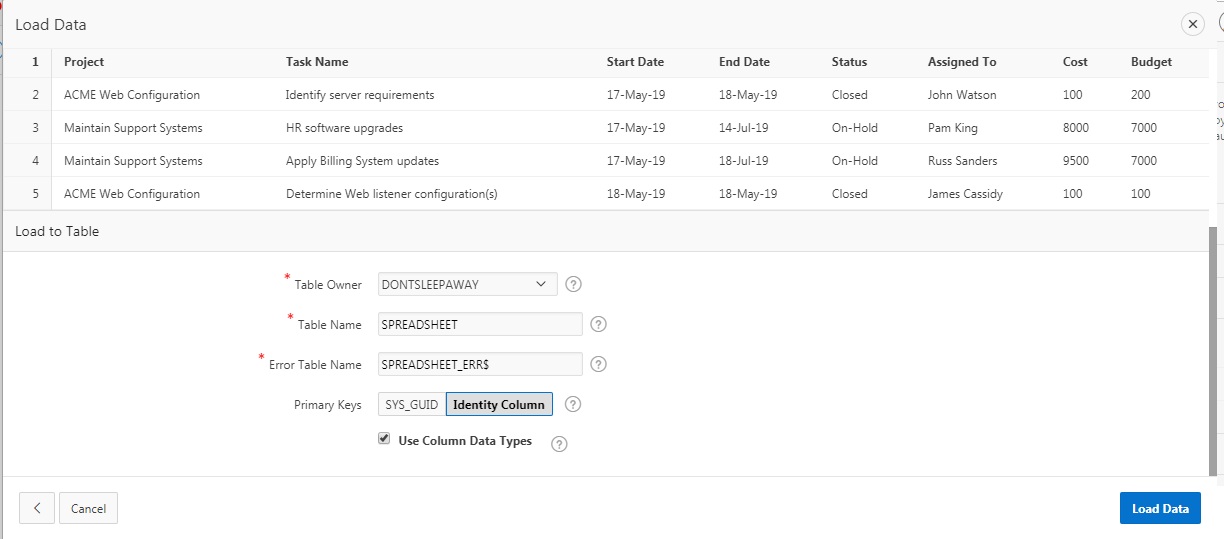 Load Data
1 Project Task Name Start Date End Date Status Assigned To Cost Budget
2 ACME Web Configuration Identify server requirements 17-May-19 18-May-19 Closed John Watson 100 200
3 Maintain Support Systems HR software upgrades 17-May-19 14-Jul-19 On-Hold Pam King 8000 7000
4 Maintain Support Systems Apply Billing System updates 17-May-19 18-Jul-19 On-Hold Russ Sanders 9500 7000
5 ACME Web Configuration Determine Web listener configuration(s) 18-May-19 18-May-19 Closed James Cassidy 100 100
Load to Table
* Table Owner DONTSLEEPAWAY ?
* Table Name SPREADSHEET ?
* Error Table Name SPREADSHEET_ERR$ ?
Primary Keys SYS_GUID Identity Column ?
Use Column Data Types ?
< Cancel Load Data